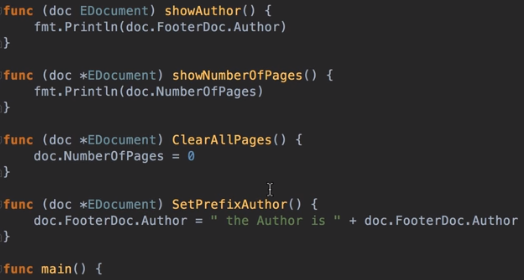 func (doc EDocument) showAuthor() {
fmt.Println(doc.FooterDoc.Author)
}
func (doc *EDocument) showNumberOfPages() {
fmt.Println(doc.NumberOfPages)
}
func (doc *EDocument) ClearAllPages() {
doc.NumberOfPages = 0
}
func (doc *EDocument) SetPrefixAuthor() {
doc.FooterDoc.Author = " the Author is " + doc.FooterDoc.Author
}
func main() {